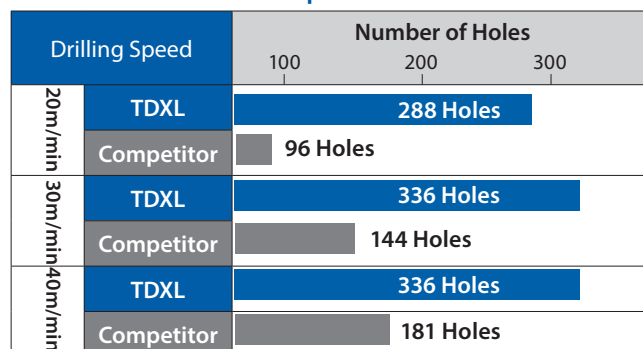 Number of Holes
Drilling Speed
100 200 300
20m/min
TDXL
288 Holes
Competitor
96 Holes
30m/min
TDXL
336 Holes
Competitor
144 Holes
40m/min
TDXL
336 Holes
Competitor
181 Holes